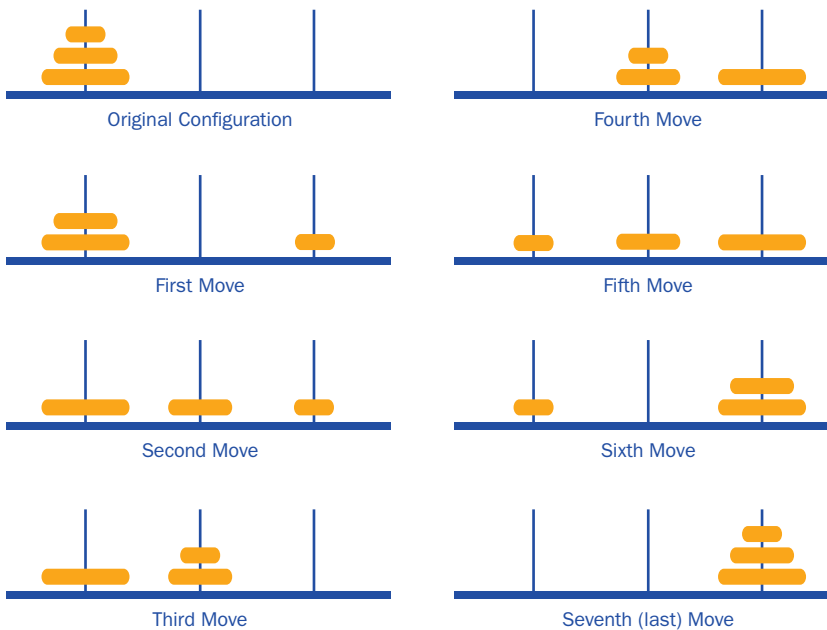 Original Configuration
First Move
Second Move
Third Move
Fourth Move
Fifth Move
Sixth Move
Seventh (last) Move